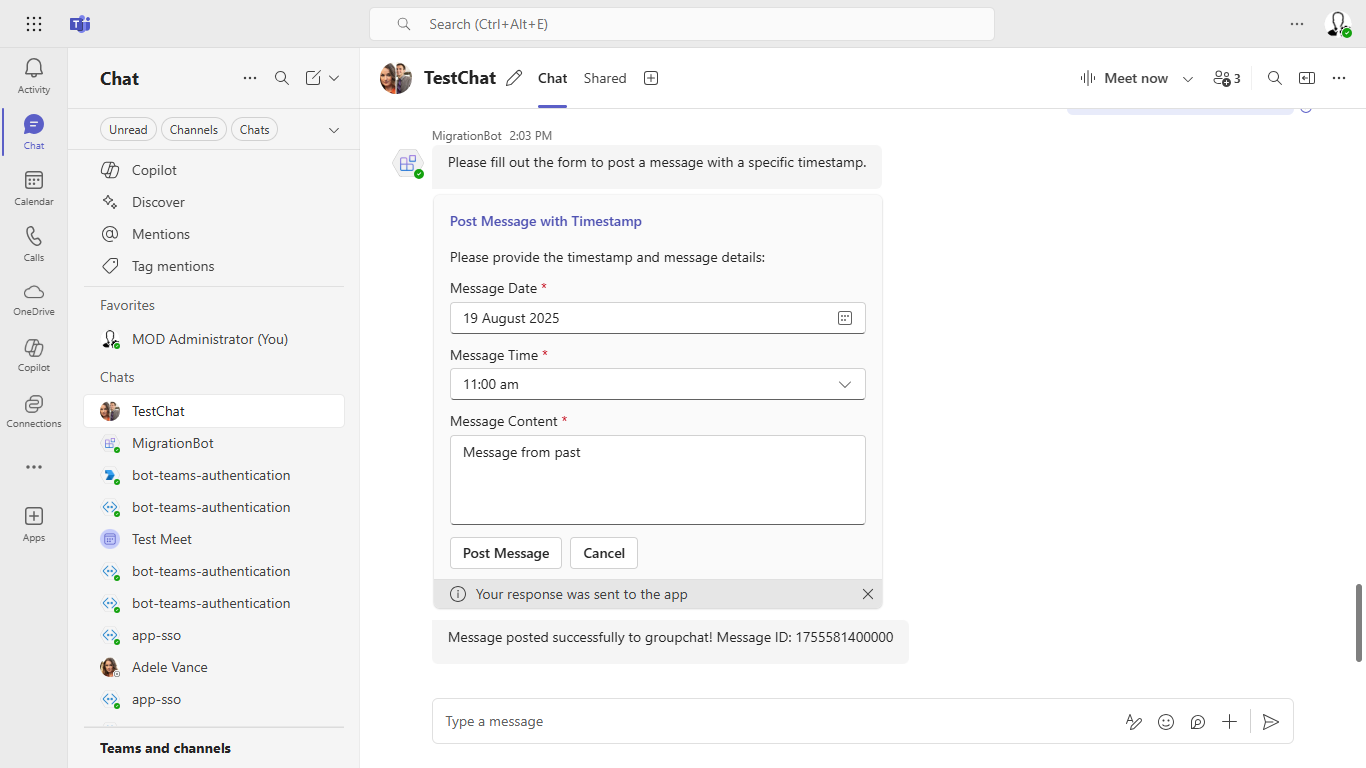 Search (Ctrl+Alt+E)
Activity
Chat
Calendar
Calls
OneDrive
Copilot
Connections
Apps
Chat
Unread
Channels
Chats
Copilot
Discover
Mentions
Tag mentions
Favorites
MOD Administrator (You)
Chats
TestChat
MigrationBot
bot-teams-authentication
bot-teams-authentication
Test Meet
bot-teams-authentication
bot-teams-authentication
app-sso
Adele Vance
app-sso
Teams and channels
TestChat
Chat
Shared
Meet now
3
MigrationBot 2:03 PM
Please fill out the form to post a message with a specific timestamp.
Post Message with Timestamp
Please provide the timestamp and message details:
Message Date *
19 August 2025
Message Time *
11:00 am
Message Content *
Message from past
Post Message
Cancel
Your response was sent to the app
Message posted successfully to groupchat! Message ID: 1755581400000
Type a message